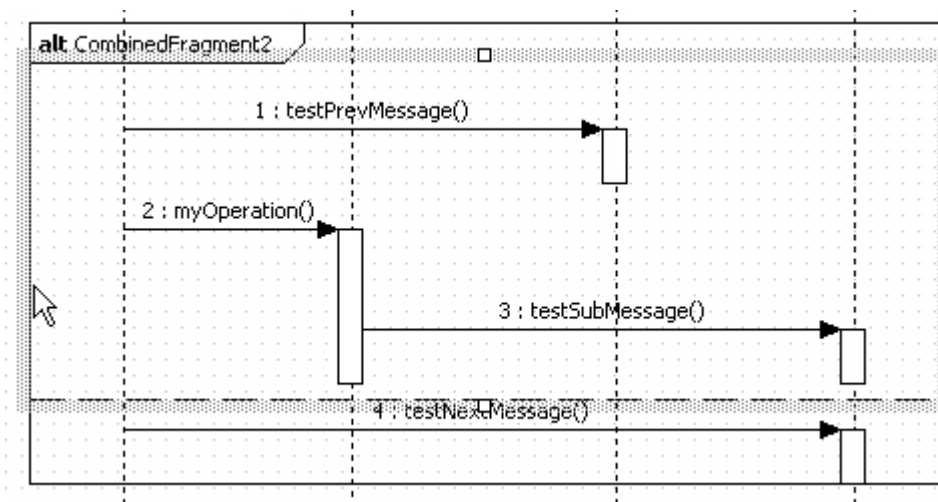 alt CombinedFragment2
1 : testPrevMessage()
2 : myOperation()
3 : testSubMessage()
4 : testNextMessage()